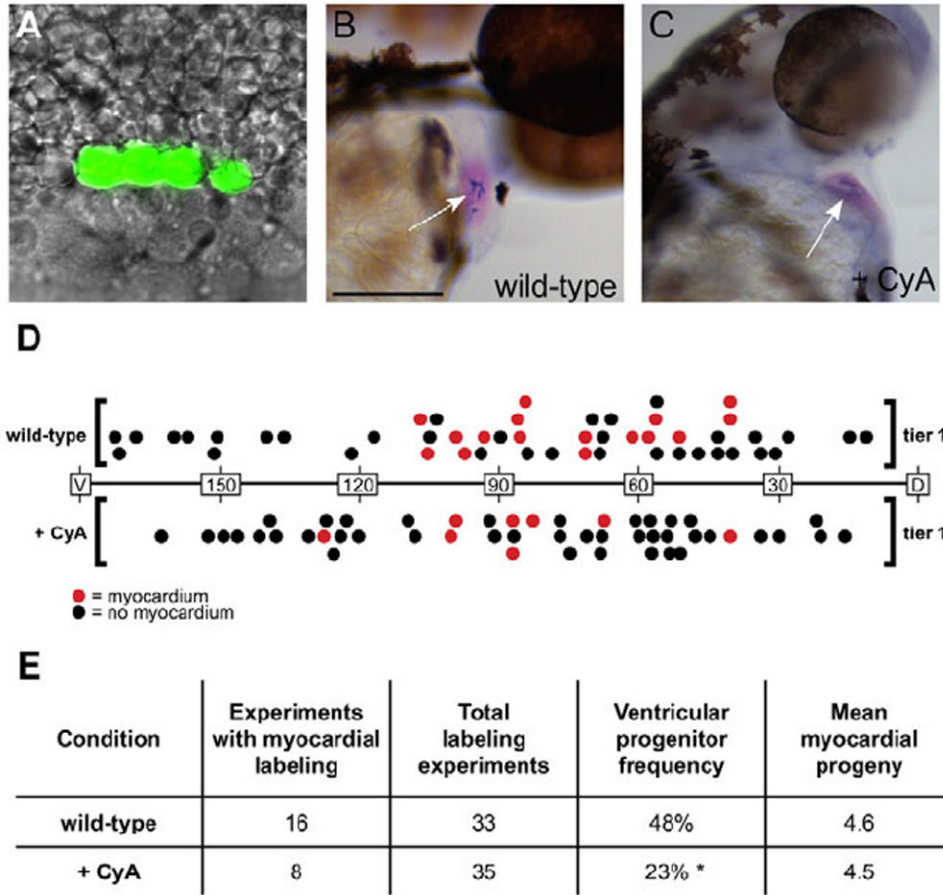 A
B
C
wild-type
+ CyA
D
wild-type
tier 1
V 150 120 90 60 30 D
+ CyA
tier 1
= myocardium
= no myocardium
E
Condition
Experiments with myocardial labeling
Total labeling experiments
Ventricular progenitor frequency
Mean myocardial progeny
wild-type 16 33 48% 4.6
+ CyA 8 35 23% * 4.5